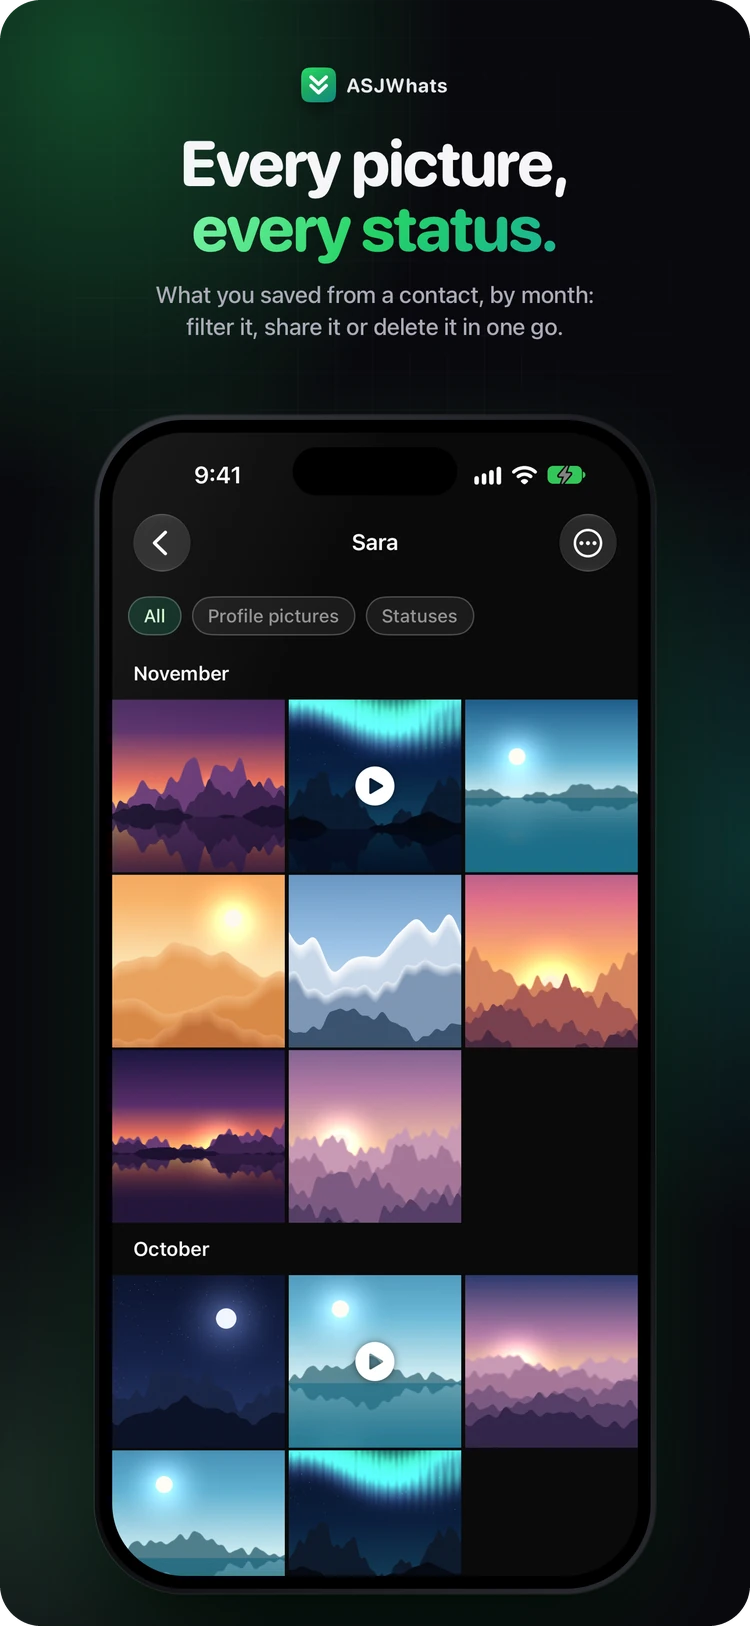 ASJWhats
Every picture,
every status.
What you saved from a contact, by month:
filter it, share it or delete it in one go.
9:41
Sara
All
Profile pictures
Statuses
November
October